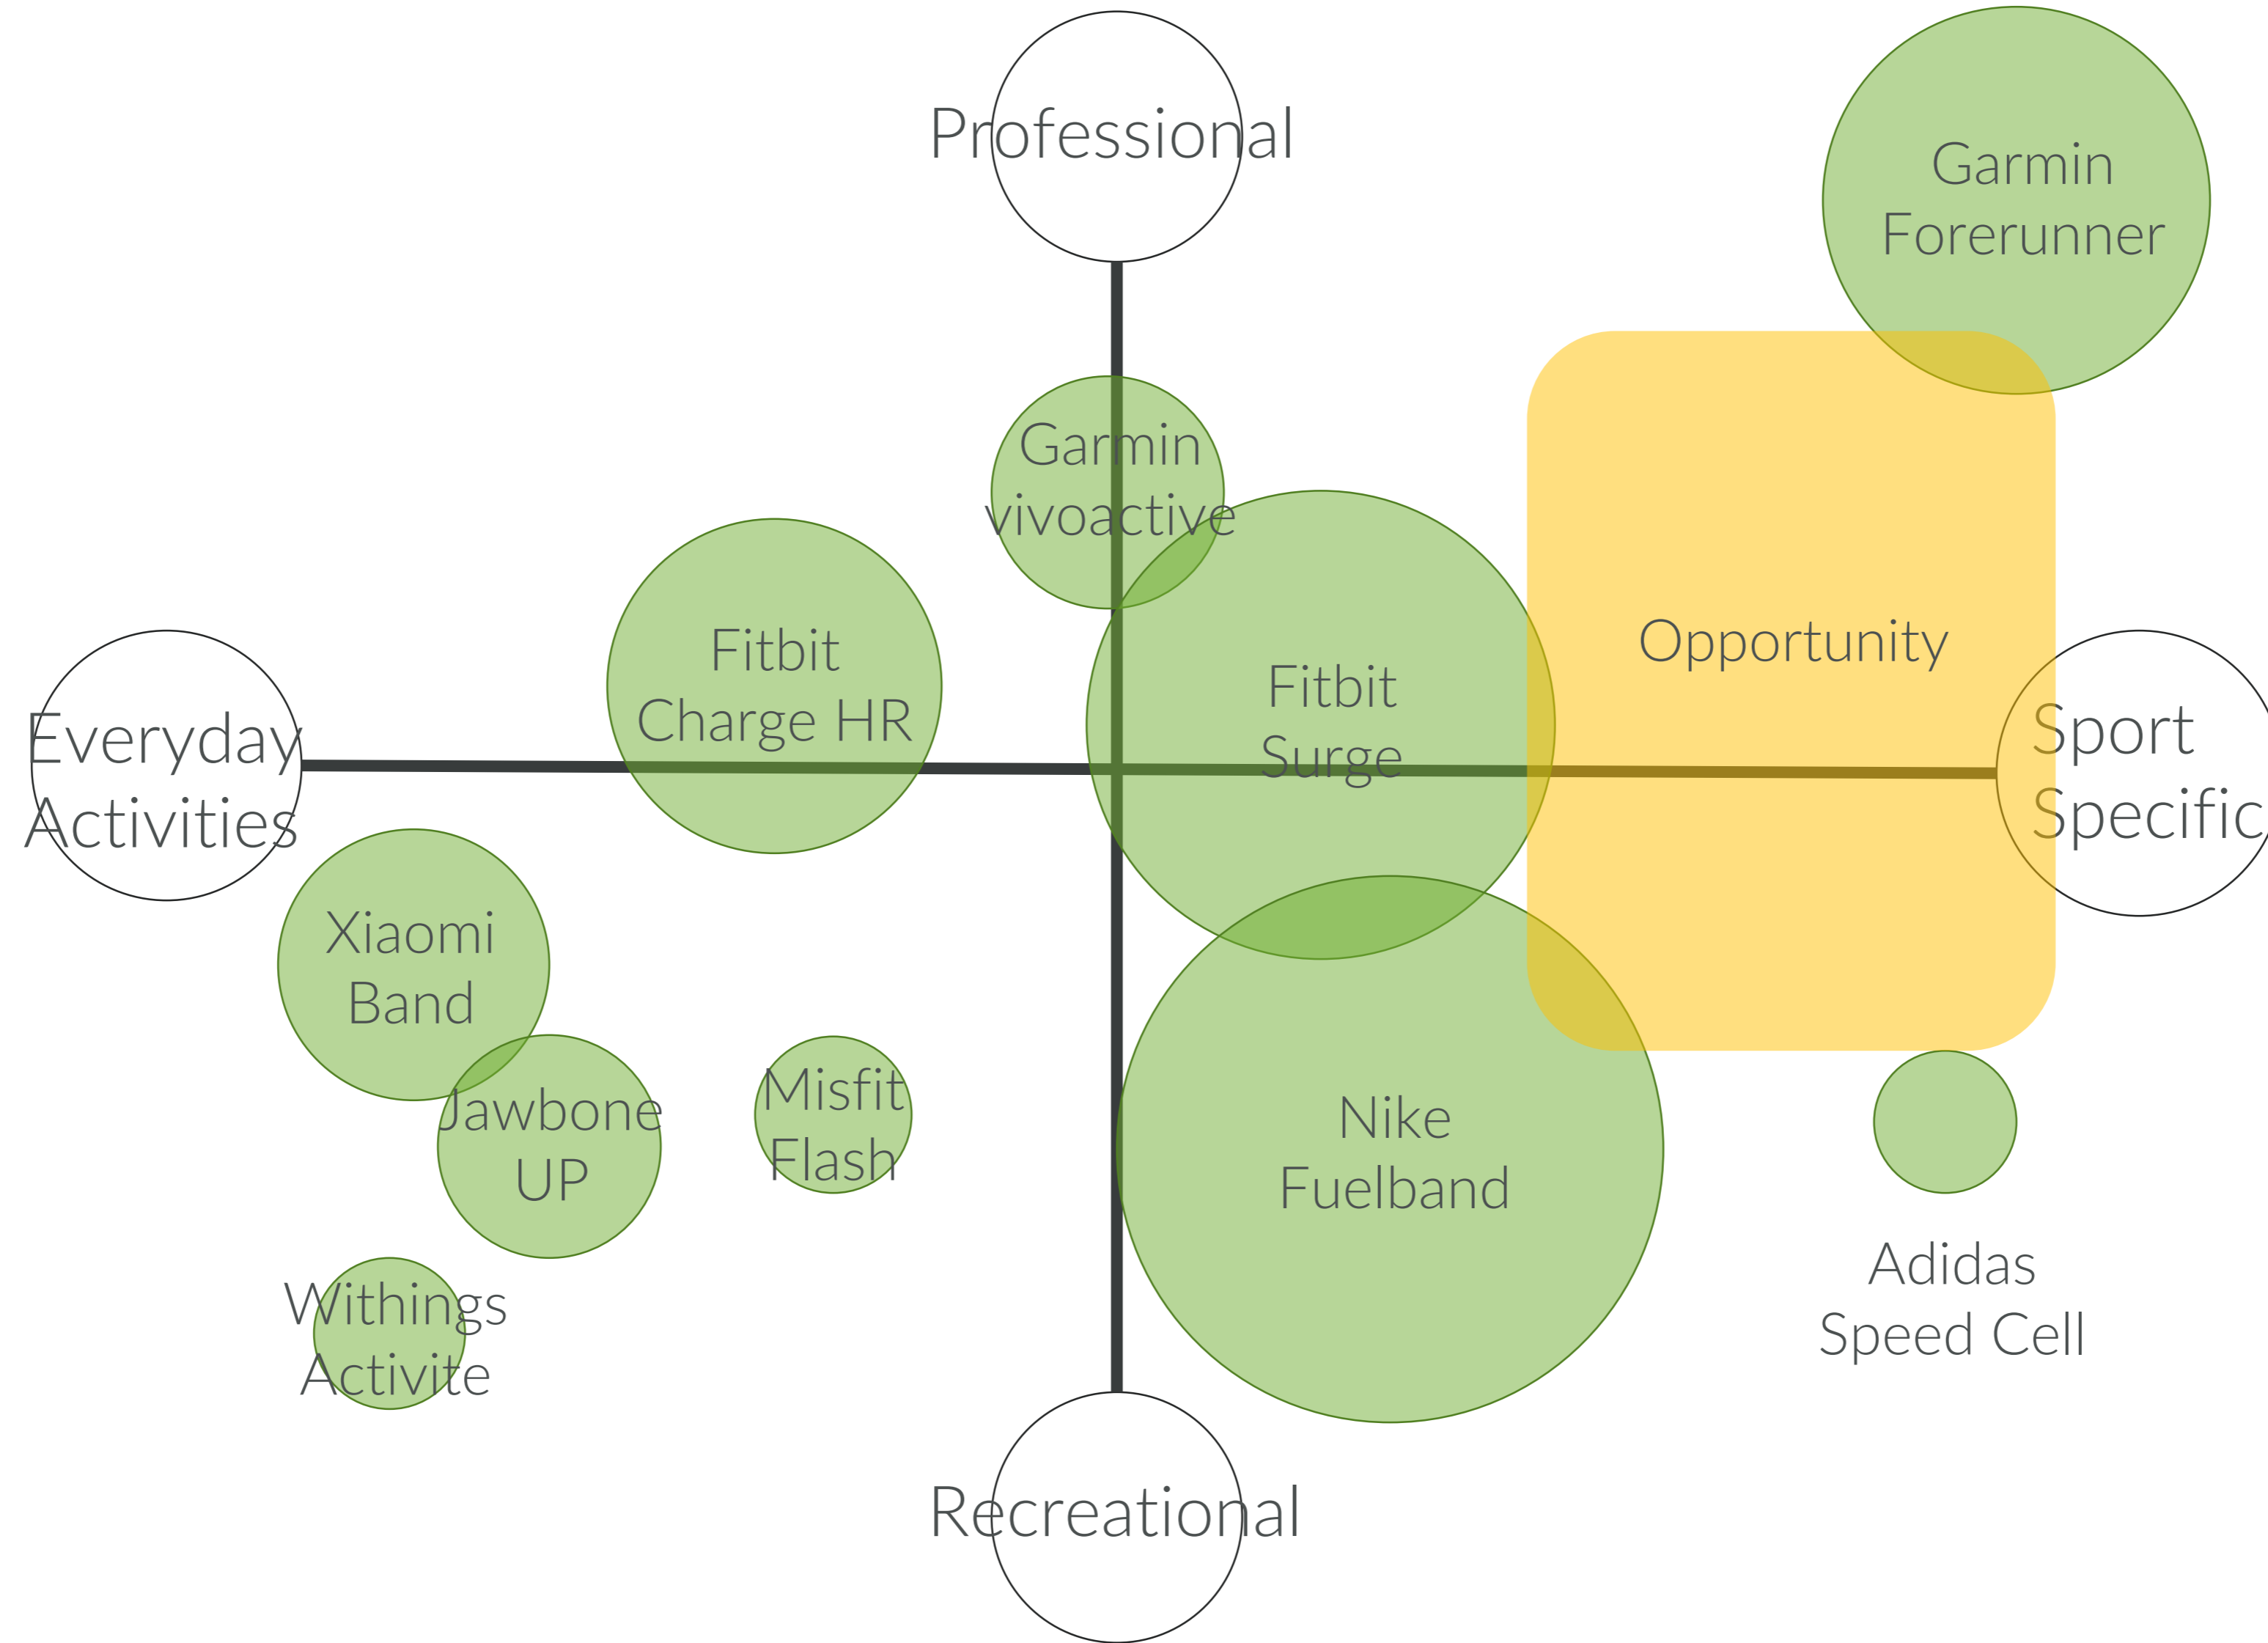 Professional
Garmin
Forerunner
Garmin
vivoactive
Fitbit
Charge HR
Fitbit
Surge
Opportunity
Everyday
Activities
Sport
Specific
Xiaomi
Band
Jawbone
UP
Misfit
Flash
Nike
Fuelband
Withings
Activite
Adidas
Speed Cell
Recreational